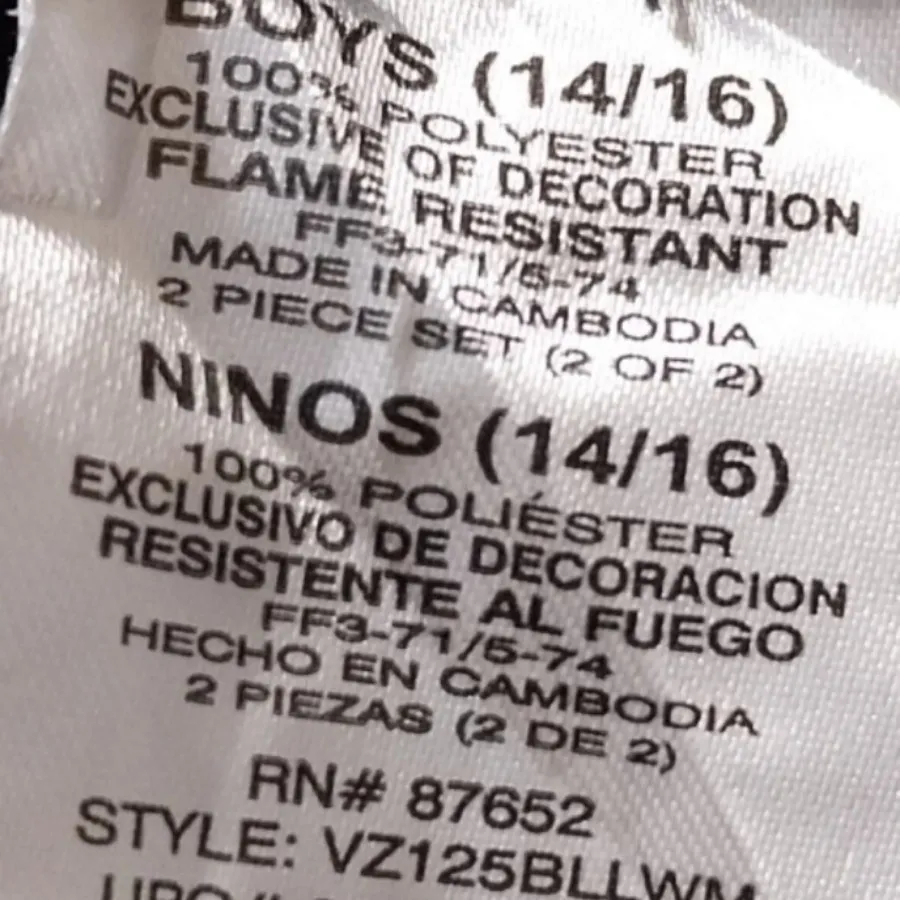 BOYS (14/16)
100% POLYESTER
EXCLUSIVE OF DECORATION
FLAME RESISTANT
FF3-71/5-74
MADE IN CAMBODIA
2 PIECE SET (2 OF 2)
NINOS (14/16)
100% POLIÉSTER
EXCLUSIVO DE DECORACION
RESISTENTE AL FUEGO
FF3-71/5-74
HECHO EN CAMBODIA
2 PIEZAS (2 DE 2)
RN# 87652
STYLE: VZ125BLLWM